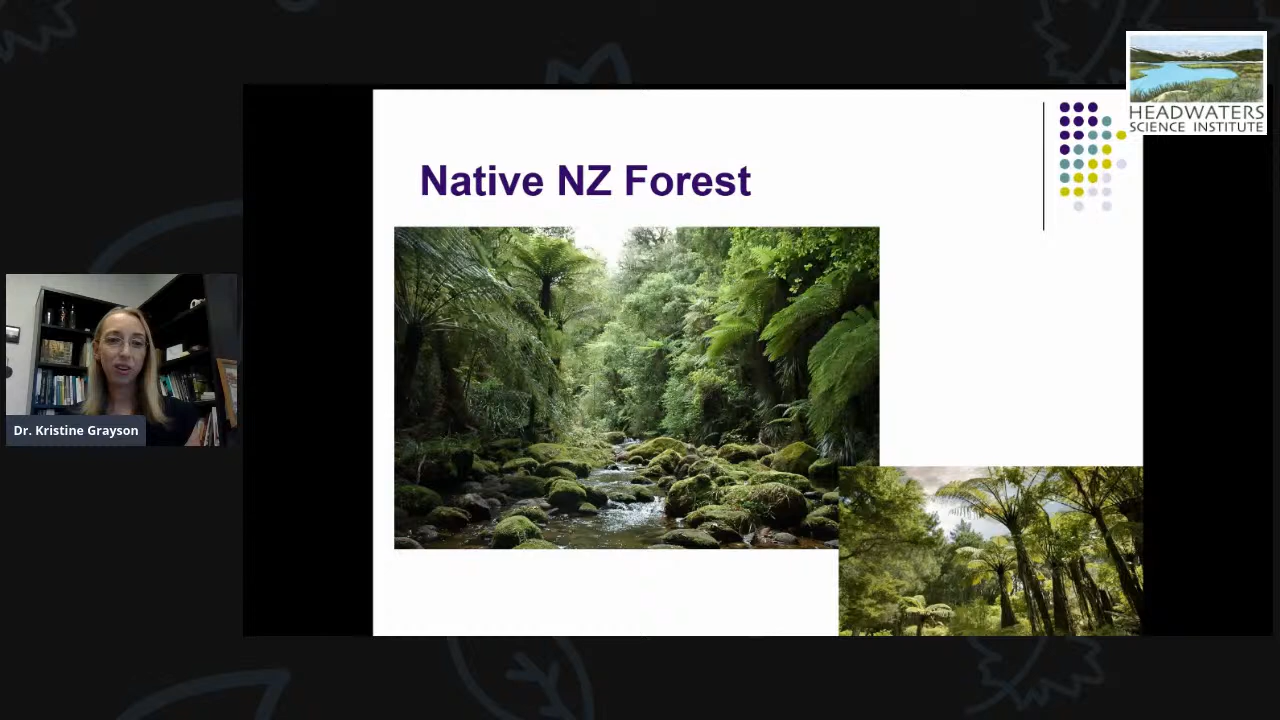 HEADWATERS
SCIENCE INSTITUTE
Native NZ Forest
Dr. Kristine Grayson